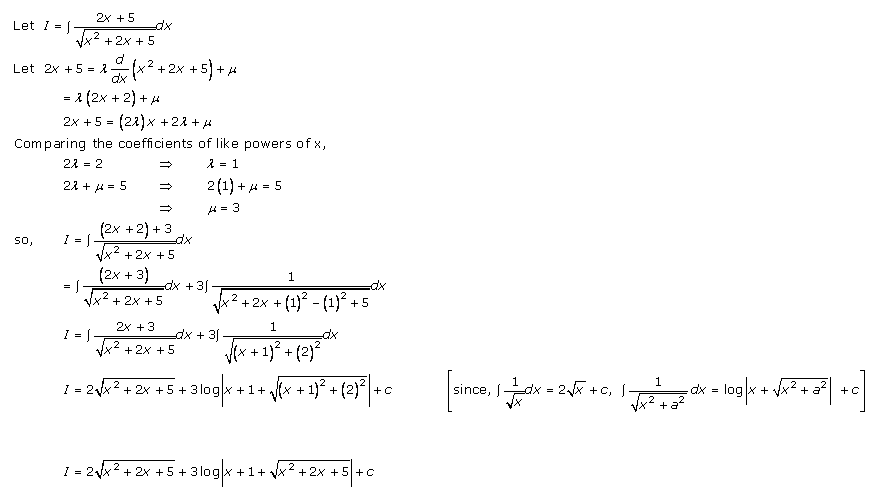 Let I = ∫ (2x + 5)/√(x² + 2x + 5) dx
Let 2x + 5 = λ d/dx (x² + 2x + 5) + μ
= λ(2x + 2) + μ
2x + 5 = (2λ)x + 2λ + μ
Comparing the coefficients of like powers of x,
2λ = 2 ⇒ λ = 1
2λ + μ = 5 ⇒ 2(1) + μ = 5
⇒ μ = 3
so, I = ∫ ((2x + 2) + 3)/√(x² + 2x + 5) dx
= ∫ (2x + 3)/√(x² + 2x + 5) dx + 3∫ 1/√(x² + 2x + (1)² − (1)² + 5) dx
I = ∫ (2x + 3)/√(x² + 2x + 5) dx + 3∫ 1/√((x + 1)² + (2)²) dx
I = 2√(x² + 2x + 5) + 3log|x + 1 + √((x + 1)² + (2)²)| + c [since, ∫ 1/√x dx = 2√x + c, ∫ 1/√(x² + a²) dx = log|x + √(x² + a²)| + c]
I = 2√(x² + 2x + 5) + 3log|x + 1 + √(x² + 2x + 5)| + c